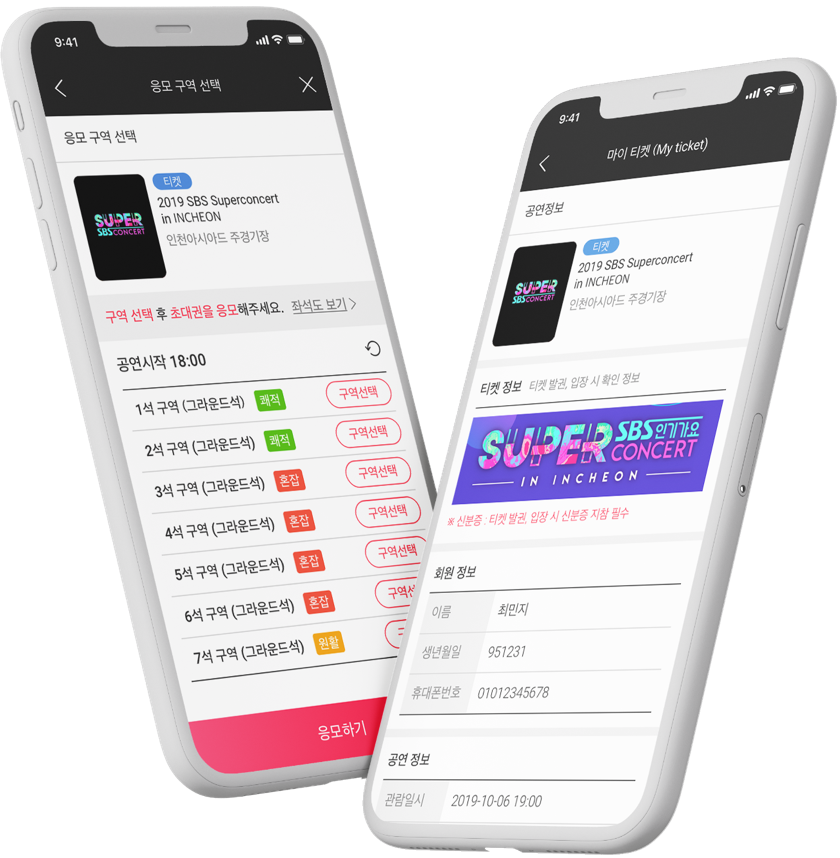 9:41
응모 구역 선택
응모 구역 선택
SUPER
SBS CONCERT
티켓
2019 SBS Superconcert
in INCHEON
인천아시아드 주경기장
구역 선택 후 초대권을 응모해주세요. 좌석도 보기
공연시작 18:00
1석 구역 (그라운드석) 쾌적 구역선택
2석 구역 (그라운드석) 쾌적 구역선택
3석 구역 (그라운드석) 혼잡 구역선택
4석 구역 (그라운드석) 혼잡 구역선택
5석 구역 (그라운드석) 혼잡 구역선택
6석 구역 (그라운드석) 혼잡 구역선
7석 구역 (그라운드석) 원활
응모하기
9:41
마이 티켓 (My ticket)
공연정보
SUPER
SBS CONCERT
티켓
2019 SBS Superconcert
in INCHEON
인천아시아드 주경기장
티켓 정보 티켓 발권, 입장 시 확인 정보
SUPER SBS 인기가요
CONCERT
IN INCHEON
※ 신분증 : 티켓 발권, 입장 시 신분증 지참 필수
회원 정보
이름 최민지
생년월일 951231
휴대폰번호 01012345678
공연 정보
관람일시 2019-10-06 19:00